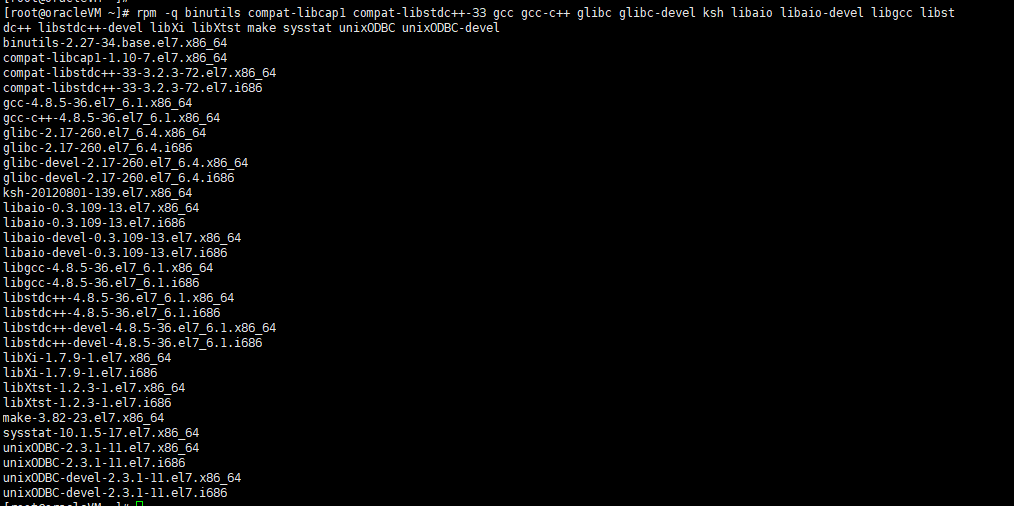 [root@oracleVM ~]# rpm -q binutils compat-libcap1 compat-libstdc++-33 gcc gcc-c++ glibc glibc-devel ksh libaio libaio-devel libgcc libst
dc++ libstdc++-devel libXi libXtst make sysstat unixODBC unixODBC-devel
binutils-2.27-34.base.el7.x86_64
compat-libcap1-1.10-7.el7.x86_64
compat-libstdc++-33-3.2.3-72.el7.x86_64
compat-libstdc++-33-3.2.3-72.el7.i686
gcc-4.8.5-36.el7_6.1.x86_64
gcc-c++-4.8.5-36.el7_6.1.x86_64
glibc-2.17-260.el7_6.4.x86_64
glibc-2.17-260.el7_6.4.i686
glibc-devel-2.17-260.el7_6.4.x86_64
glibc-devel-2.17-260.el7_6.4.i686
ksh-20120801-139.el7.x86_64
libaio-0.3.109-13.el7.x86_64
libaio-0.3.109-13.el7.i686
libaio-devel-0.3.109-13.el7.x86_64
libaio-devel-0.3.109-13.el7.i686
libgcc-4.8.5-36.el7_6.1.x86_64
libgcc-4.8.5-36.el7_6.1.i686
libstdc++-4.8.5-36.el7_6.1.x86_64
libstdc++-4.8.5-36.el7_6.1.i686
libstdc++-devel-4.8.5-36.el7_6.1.x86_64
libstdc++-devel-4.8.5-36.el7_6.1.i686
libXi-1.7.9-1.el7.x86_64
libXi-1.7.9-1.el7.i686
libXtst-1.2.3-1.el7.x86_64
libXtst-1.2.3-1.el7.i686
make-3.82-23.el7.x86_64
sysstat-10.1.5-17.el7.x86_64
unixODBC-2.3.1-11.el7.x86_64
unixODBC-2.3.1-11.el7.i686
unixODBC-devel-2.3.1-11.el7.x86_64
unixODBC-devel-2.3.1-11.el7.i686
[root@oracleVM ~]#